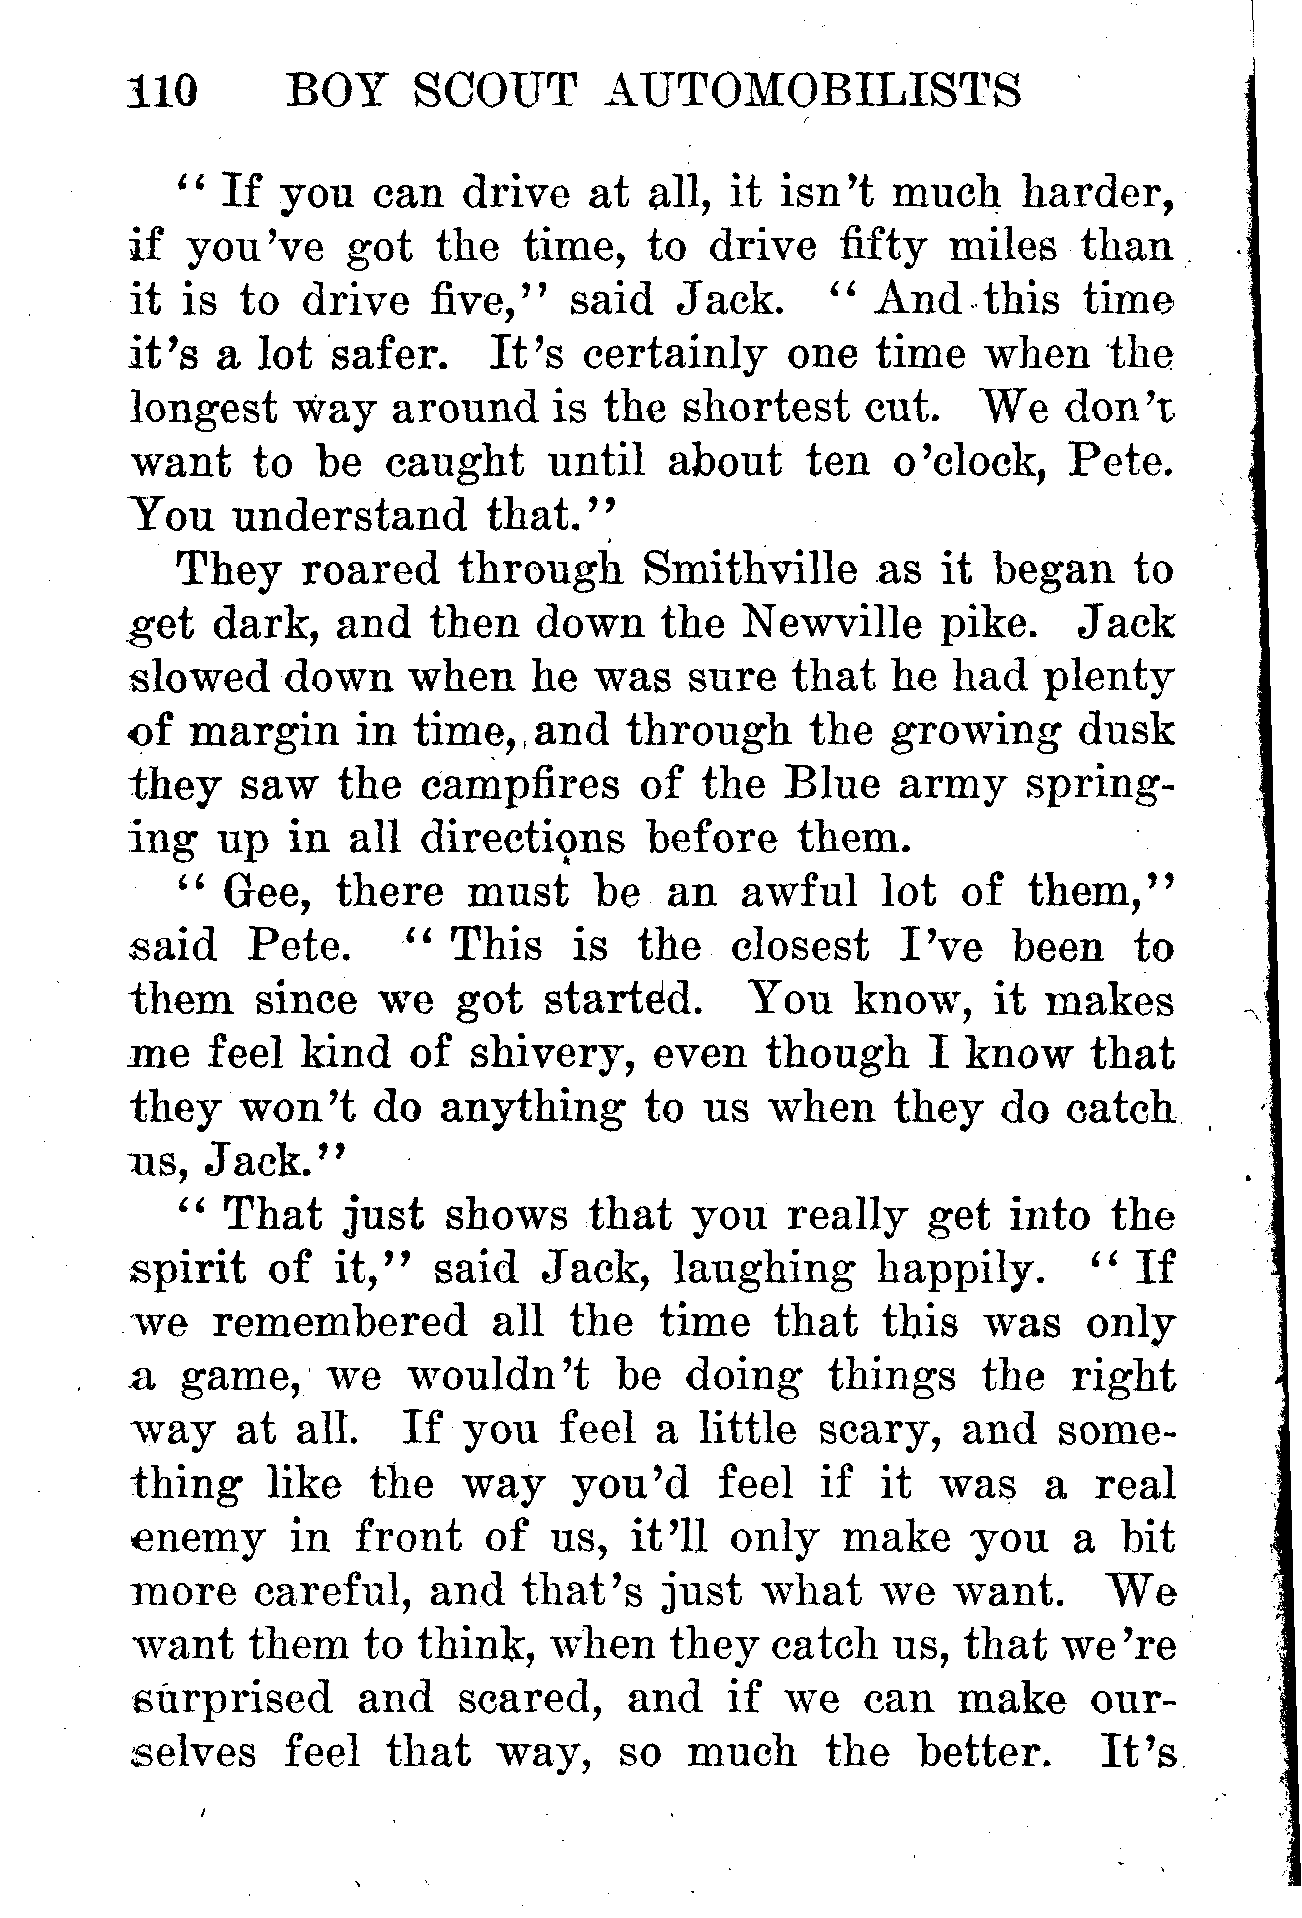 110 BOY SCOUT AUTOMOBILISTS
" If you can drive at all, it isn't much harder,
if you've got the time, to drive fifty miles than
it is to drive five," said Jack. " And this time
it's a lot safer. It's certainly one time when the
longest way around is the shortest cut. We don't
want to be caught until about ten o'clock, Pete.
You understand that."
They roared through Smithville as it began to
get dark, and then down the Newville pike. Jack
slowed down when he was sure that he had plenty
of margin in time, and through the growing dusk
they saw the campfires of the Blue army spring-
ing up in all directions before them.
" Gee, there must be an awful lot of them,"
said Pete. " This is the closest I've been to
them since we got started. You know, it makes
me feel kind of shivery, even though I know that
they won't do anything to us when they do catch
us, Jack."
" That just shows that you really get into the
spirit of it," said Jack, laughing happily. " If
we remembered all the time that this was only
a game, we wouldn't be doing things the right
way at all. If you feel a little scary, and some-
thing like the way you'd feel if it was a real
enemy in front of us, it'll only make you a bit
more careful, and that's just what we want. We
want them to think, when they catch us, that we're
surprised and scared, and if we can make our-
selves feel that way, so much the better. It's